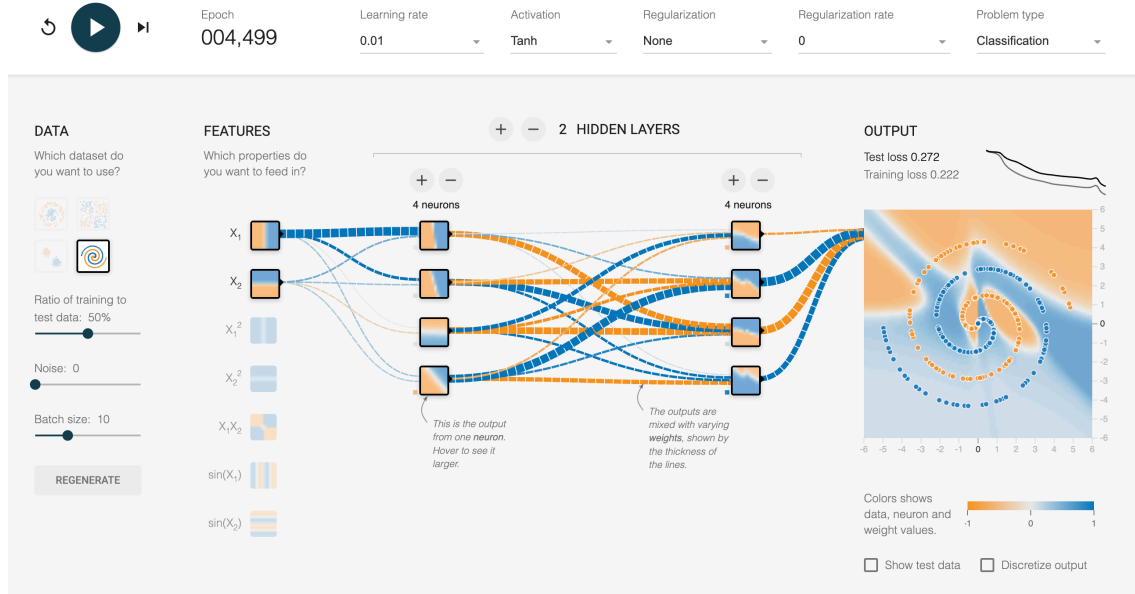 Epoch
004,499
Learning rate
0.01
Activation
Tanh
Regularization
None
Regularization rate
0
Problem type
Classification
DATA
Which dataset do
you want to use?
Ratio of training to
test data: 50%
Noise: 0
Batch size: 10
REGENERATE
FEATURES
Which properties do
you want to feed in?
X₁
X₂
X₁²
X₂²
X₁X₂
sin(X₁)
sin(X₂)
+ − 2 HIDDEN LAYERS
+ −
4 neurons
+ −
4 neurons
This is the output
from one neuron.
Hover to see it
larger.
The outputs are
mixed with varying
weights, shown by
the thickness of
the lines.
OUTPUT
Test loss 0.272
Training loss 0.222
6
5
4
3
2
1
0
-1
-2
-3
-4
-5
-6
-6 -5 -4 -3 -2 -1 0 1 2 3 4 5 6
Colors shows
data, neuron and
weight values.
-1 0 1
Show test data
Discretize output